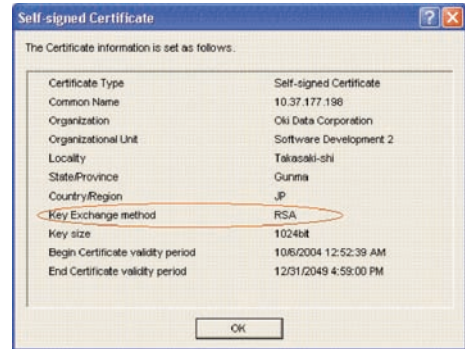 Self-signed Certificate
The Certificate information is set as follows.
Certificate Type Self-signed Certificate
Common Name 10.37.177.198
Organization Oki Data Corporation
Organizational Unit Software Development 2
Locality Takasaki-shi
State/Province Gunma
Country/Region JP
Key Exchange method RSA
Key size 1024bit
Begin Certificate validity period 10/6/2004 12:52:39 AM
End Certificate validity period 12/31/2049 4:59:00 PM
OK